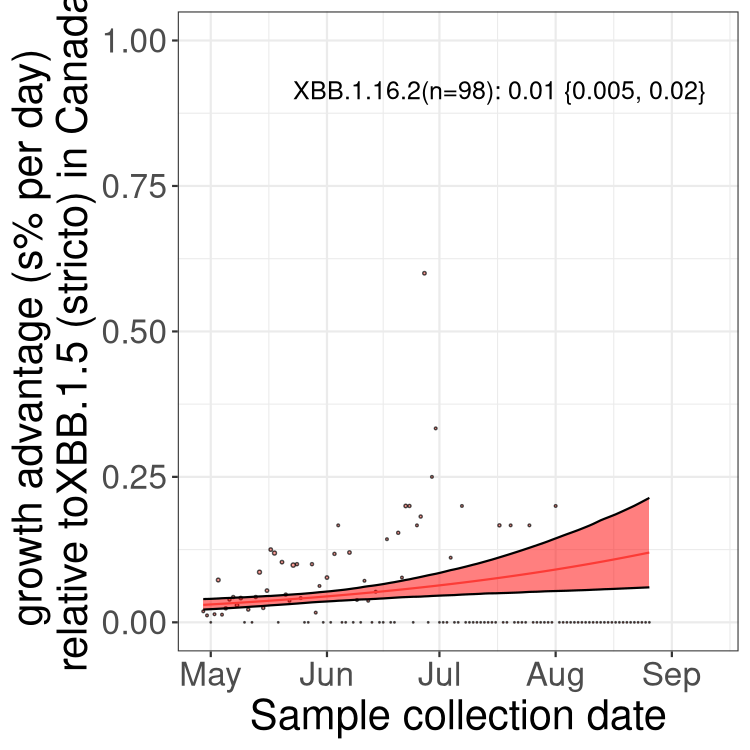 growth advantage (s% per day)
relative toXBB.1.5 (stricto) in Canada
1.00
0.75
0.50
0.25
0.00
XBB.1.16.2(n=98): 0.01 {0.005, 0.02}
May Jun Jul Aug Sep
Sample collection date